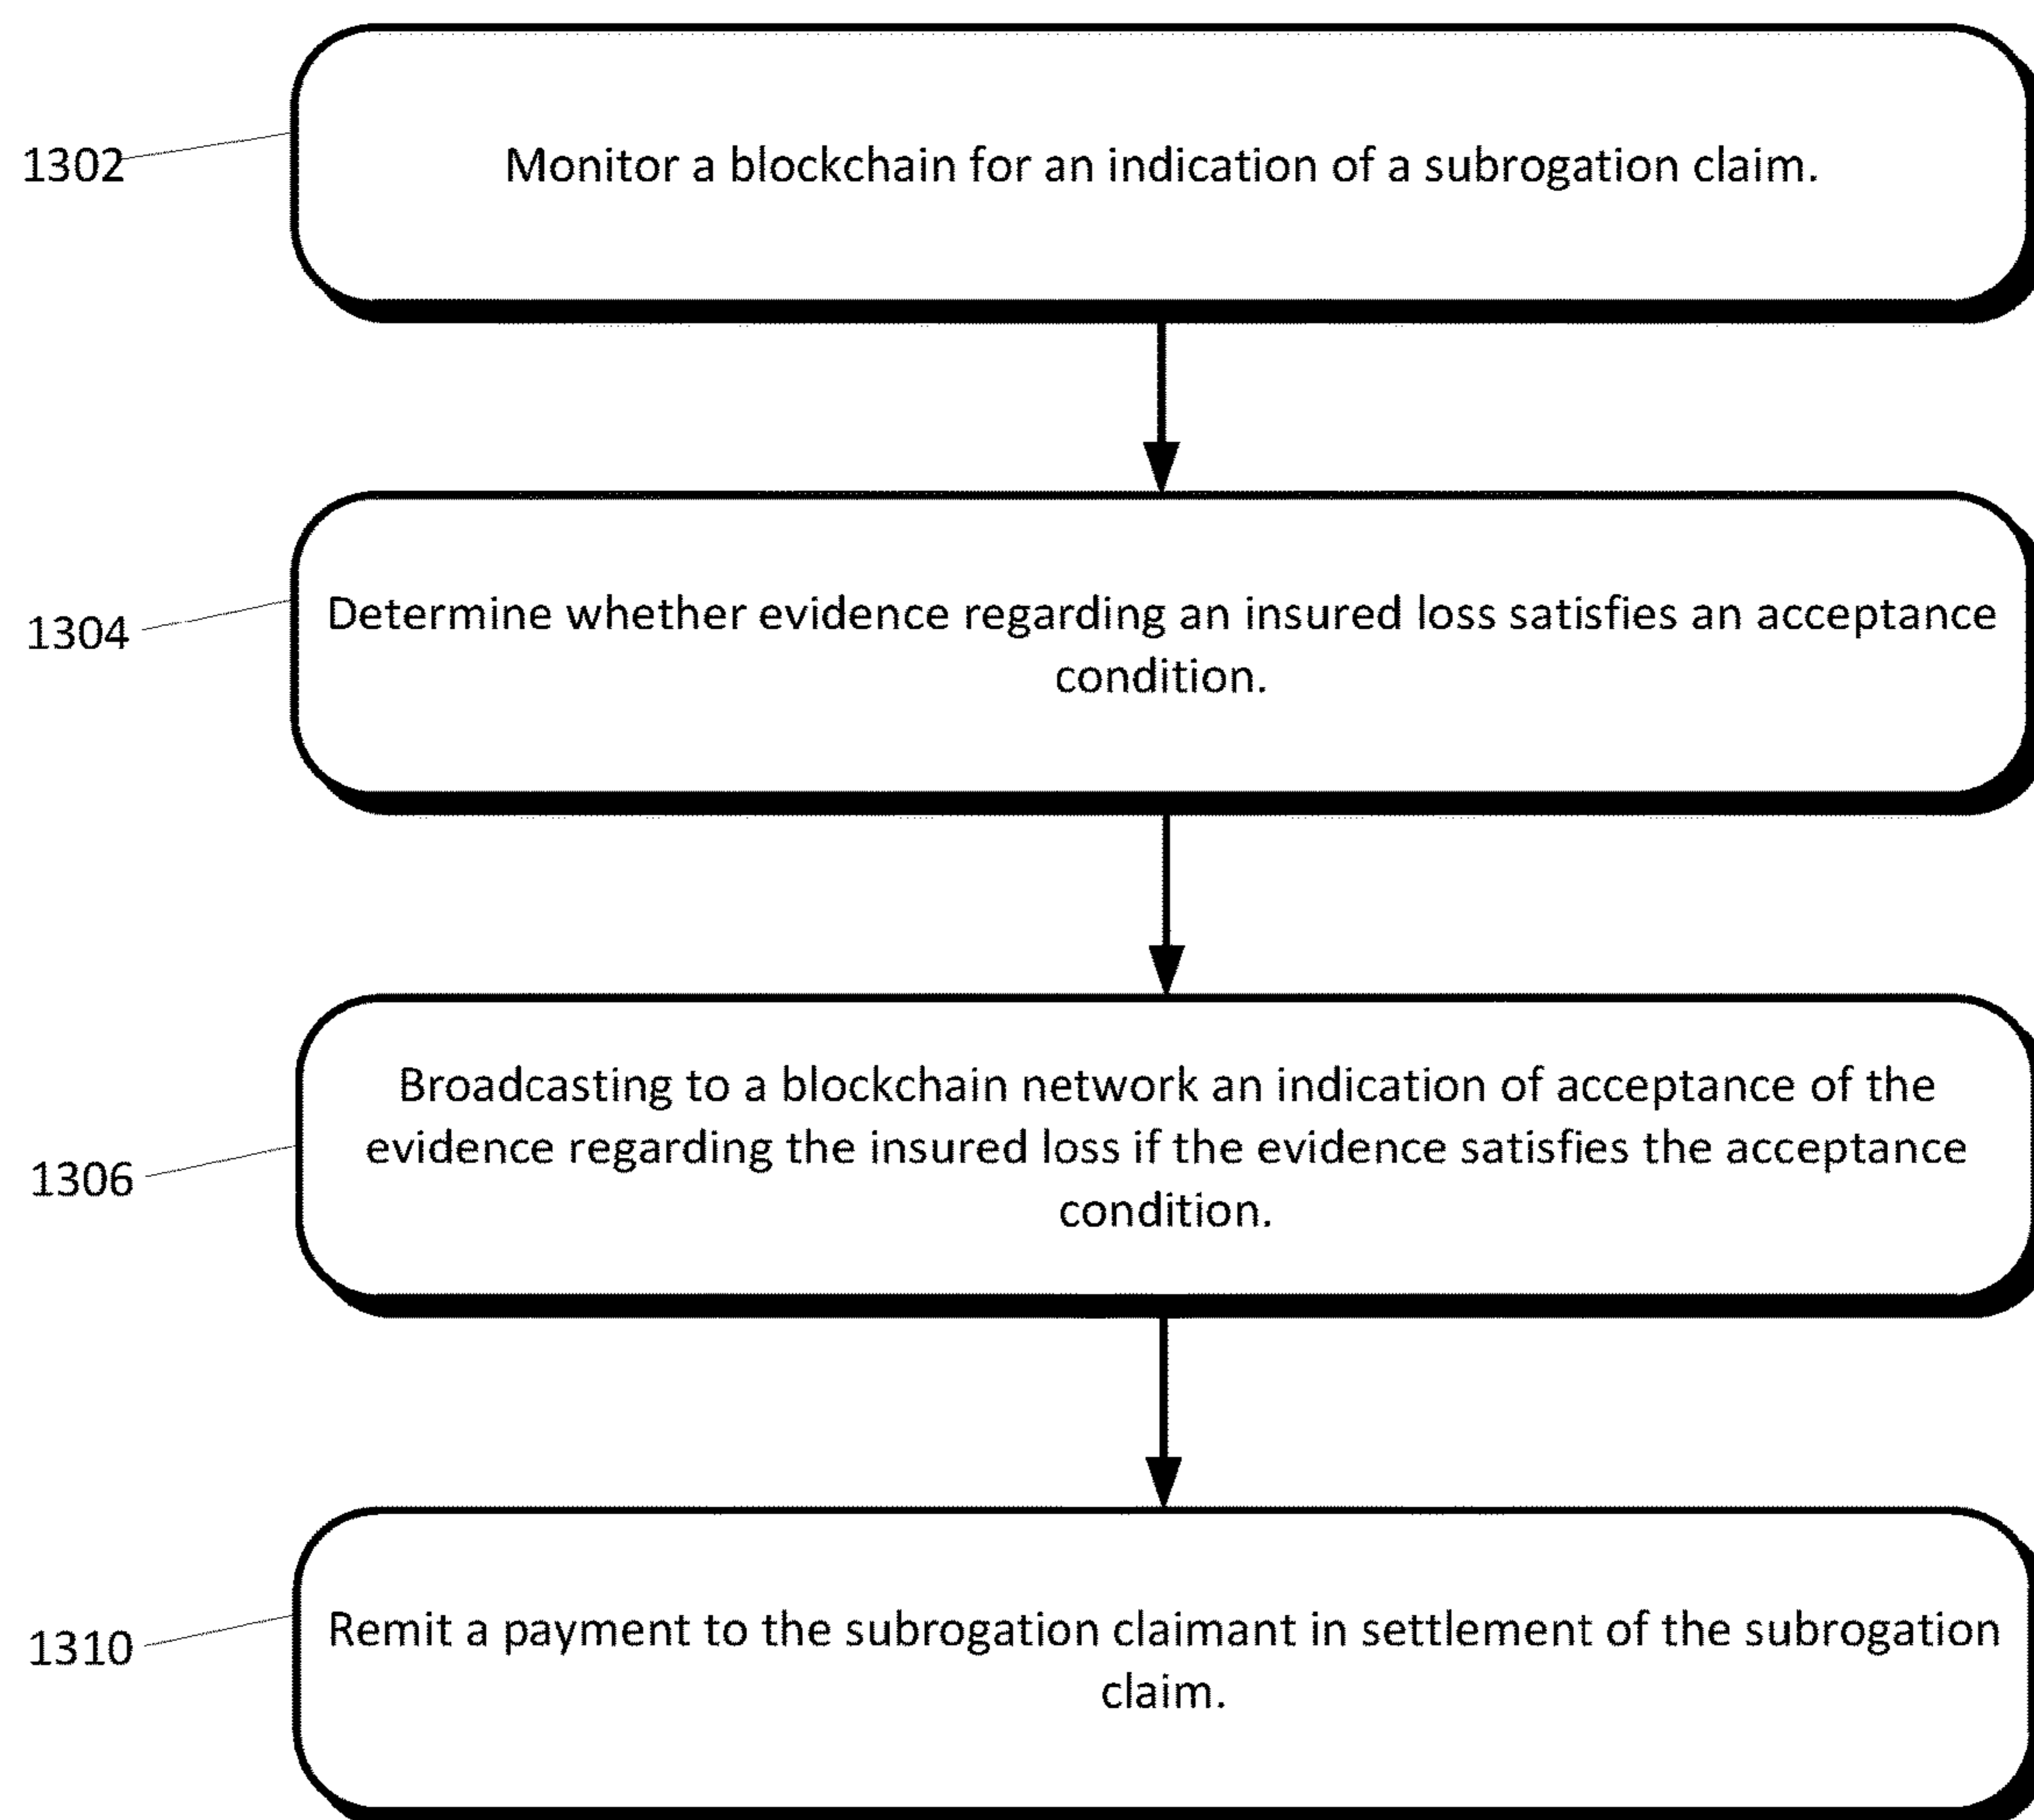 1302
Monitor a blockchain for an indication of a subrogation claim.
1304
Determine whether evidence regarding an insured loss satisfies an acceptance
condition.
1306
Broadcasting to a blockchain network an indication of acceptance of the
evidence regarding the insured loss if the evidence satisfies the acceptance
condition.
1310
Remit a payment to the subrogation claimant in settlement of the subrogation
claim.